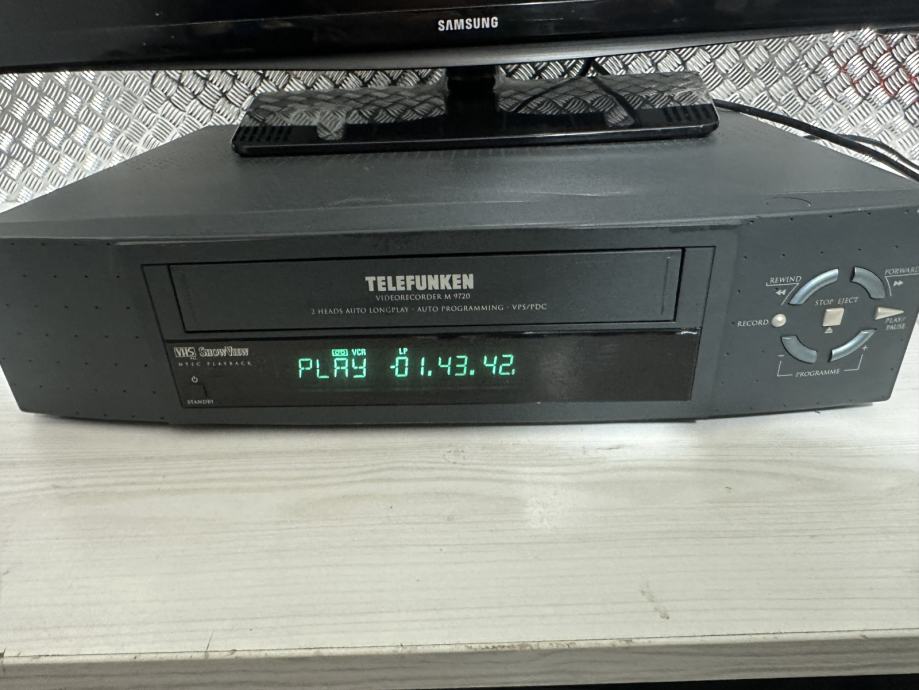 SAMSUNG
TELEFUNKEN
VIDEORECORDER M 9720
2 HEADS AUTO LONGPLAY · AUTO PROGRAMMING · VPS/PDC
VHS SHOWVIEW
NTSC PLAYBACK
STANDBY
VCR LP
PLAY -01.43.42.
REWIND
FORWARD
STOP EJECT
RECORD
PLAY/
PAUSE
- +
PROGRAMME